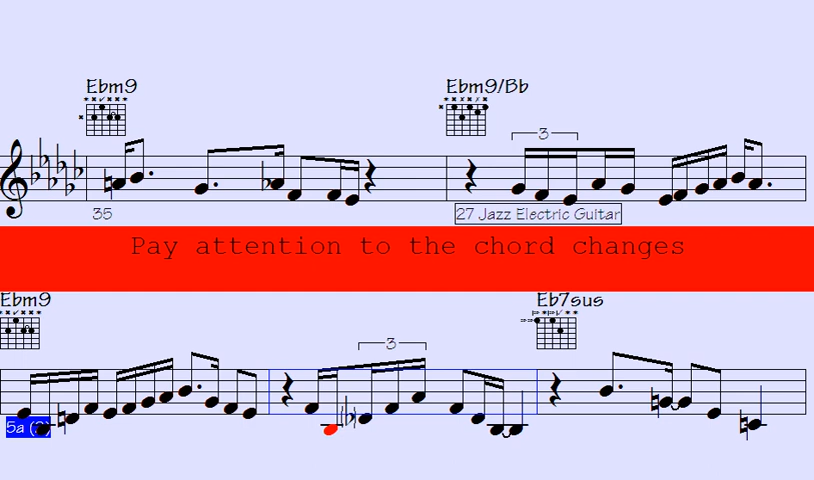 Ebm9 Ebm9/Bb
3
35 27 Jazz Electric Guitar
Pay attention to the chord changes
Ebm9 Eb7sus
3